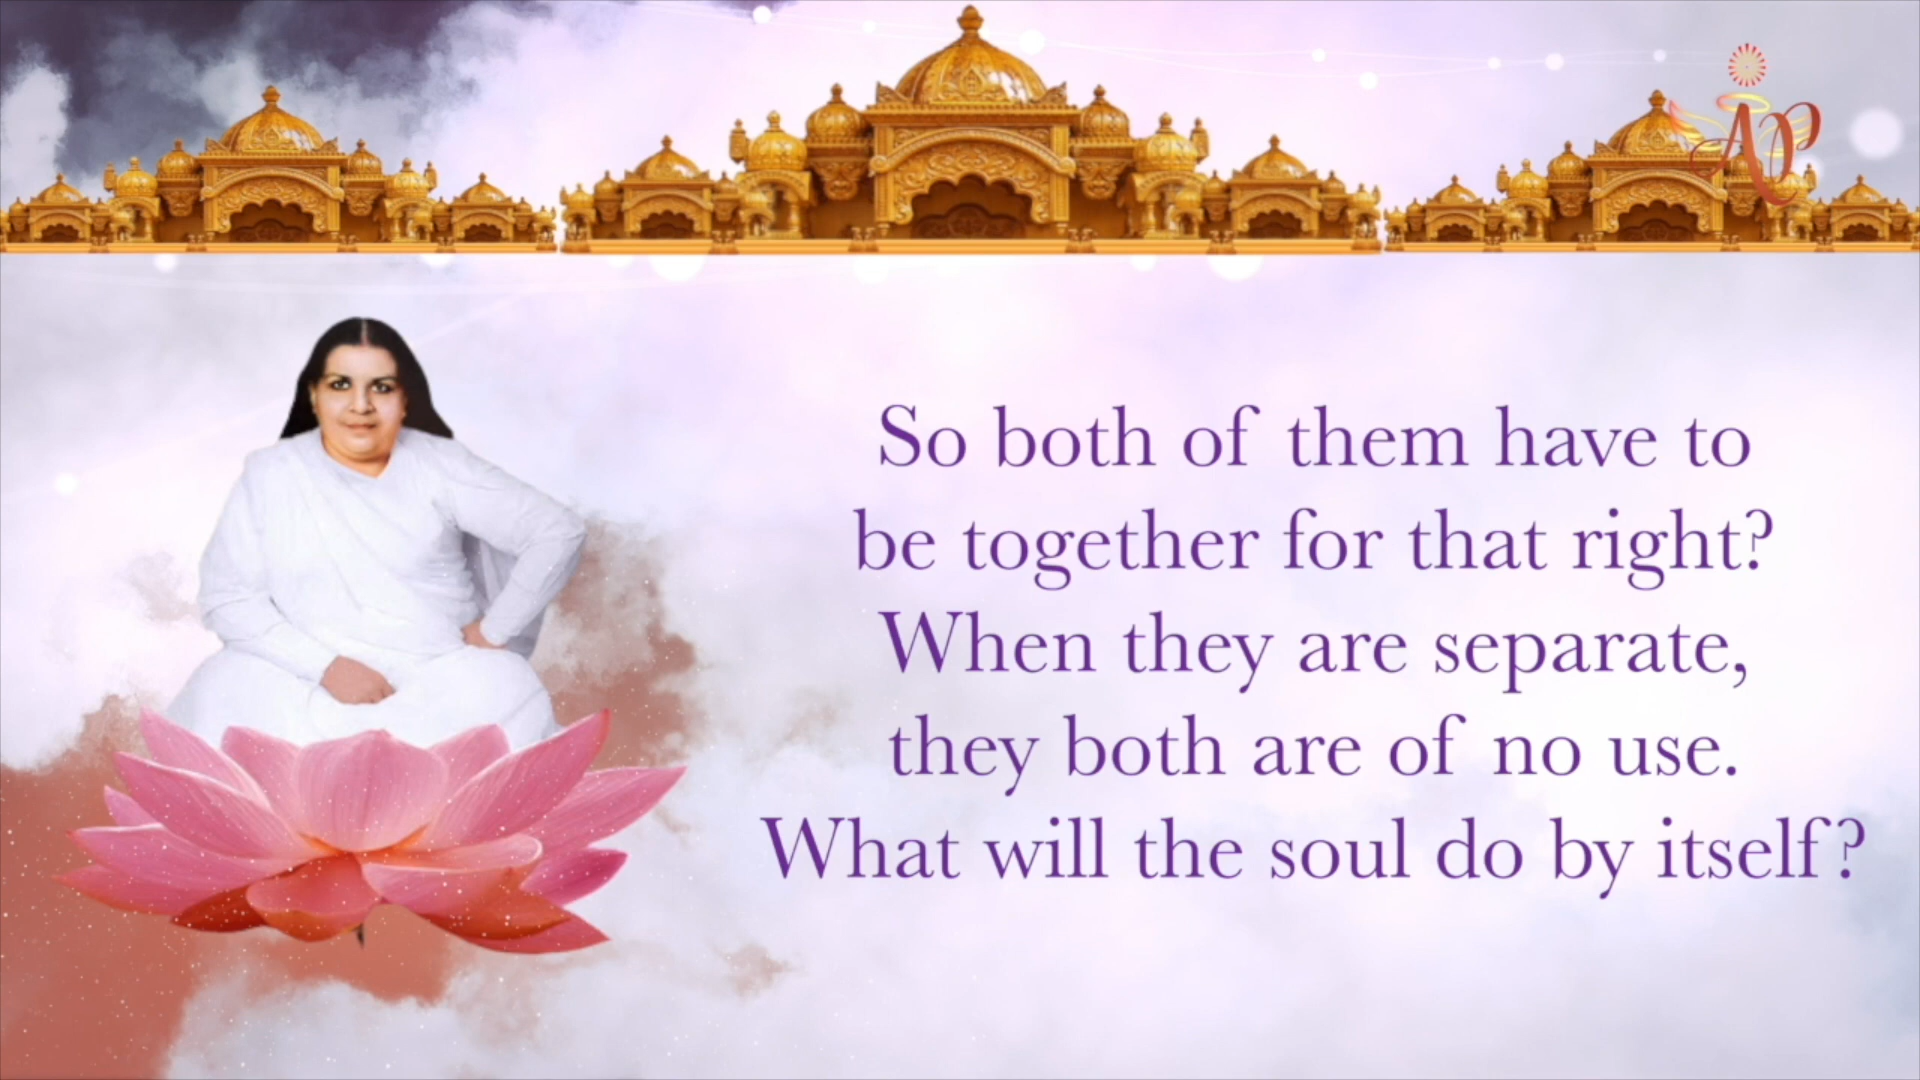 AP
So both of them have to
be together for that right?
When they are separate,
they both are of no use.
What will the soul do by itself?